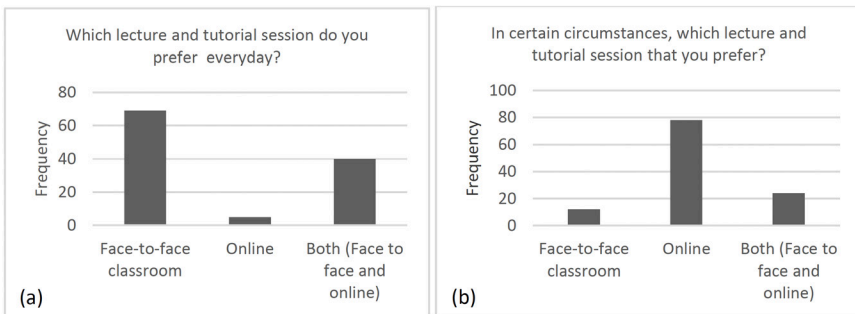 Which lecture and tutorial session do you
prefer everyday?
80
60
40
20
0
Frequency
Face-to-face
classroom
Online
Both (Face to
face and
online)
(a)
In certain circumstances, which lecture and
tutorial session that you prefer?
100
80
60
40
20
0
Frequency
Face-to-face
classroom
Online
Both (Face to
face and
online)
(b)